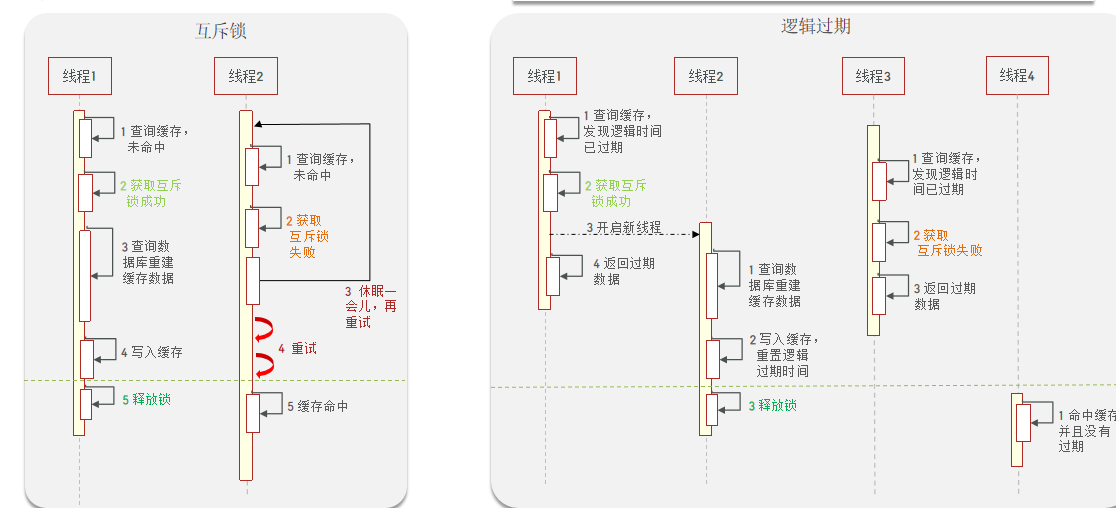 互斥锁
线程1
线程2
1 查询缓存，
未命中
2 获取互斥
锁成功
3 查询数
据库重建
缓存数据
4 写入缓存
5 释放锁
1 查询缓存，
未命中
2 获取
互斥锁
失败
3 休眠一
会儿，再
重试
4 重试
5 缓存命中
逻辑过期
线程1
线程2
线程3
线程4
1 查询缓存，
发现逻辑时间
已过期
2 获取互斥
锁成功
3 开启新线程
4 返回过期
数据
1 查询数
据库重建
缓存数据
2 写入缓存，
重置逻辑
过期时间
3 释放锁
1 查询缓存，
发现逻辑时
间已过期
2 获取
互斥锁失败
3 返回过期
数据
1 命中缓存
并且没有
过期